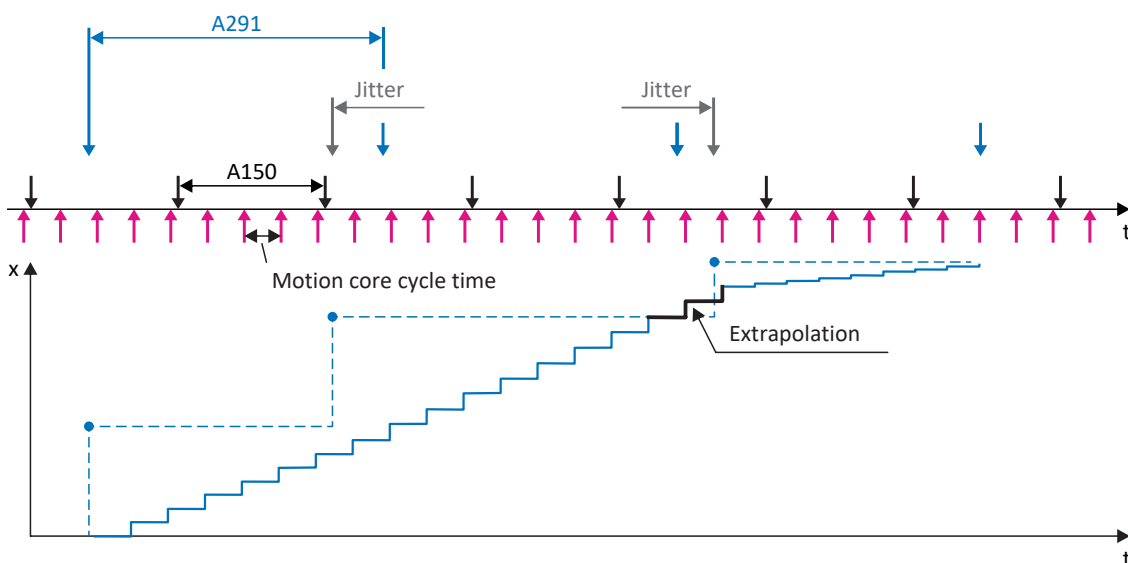 A291
Jitter
Jitter
A150
t
Motion core cycle time
x
Extrapolation
t